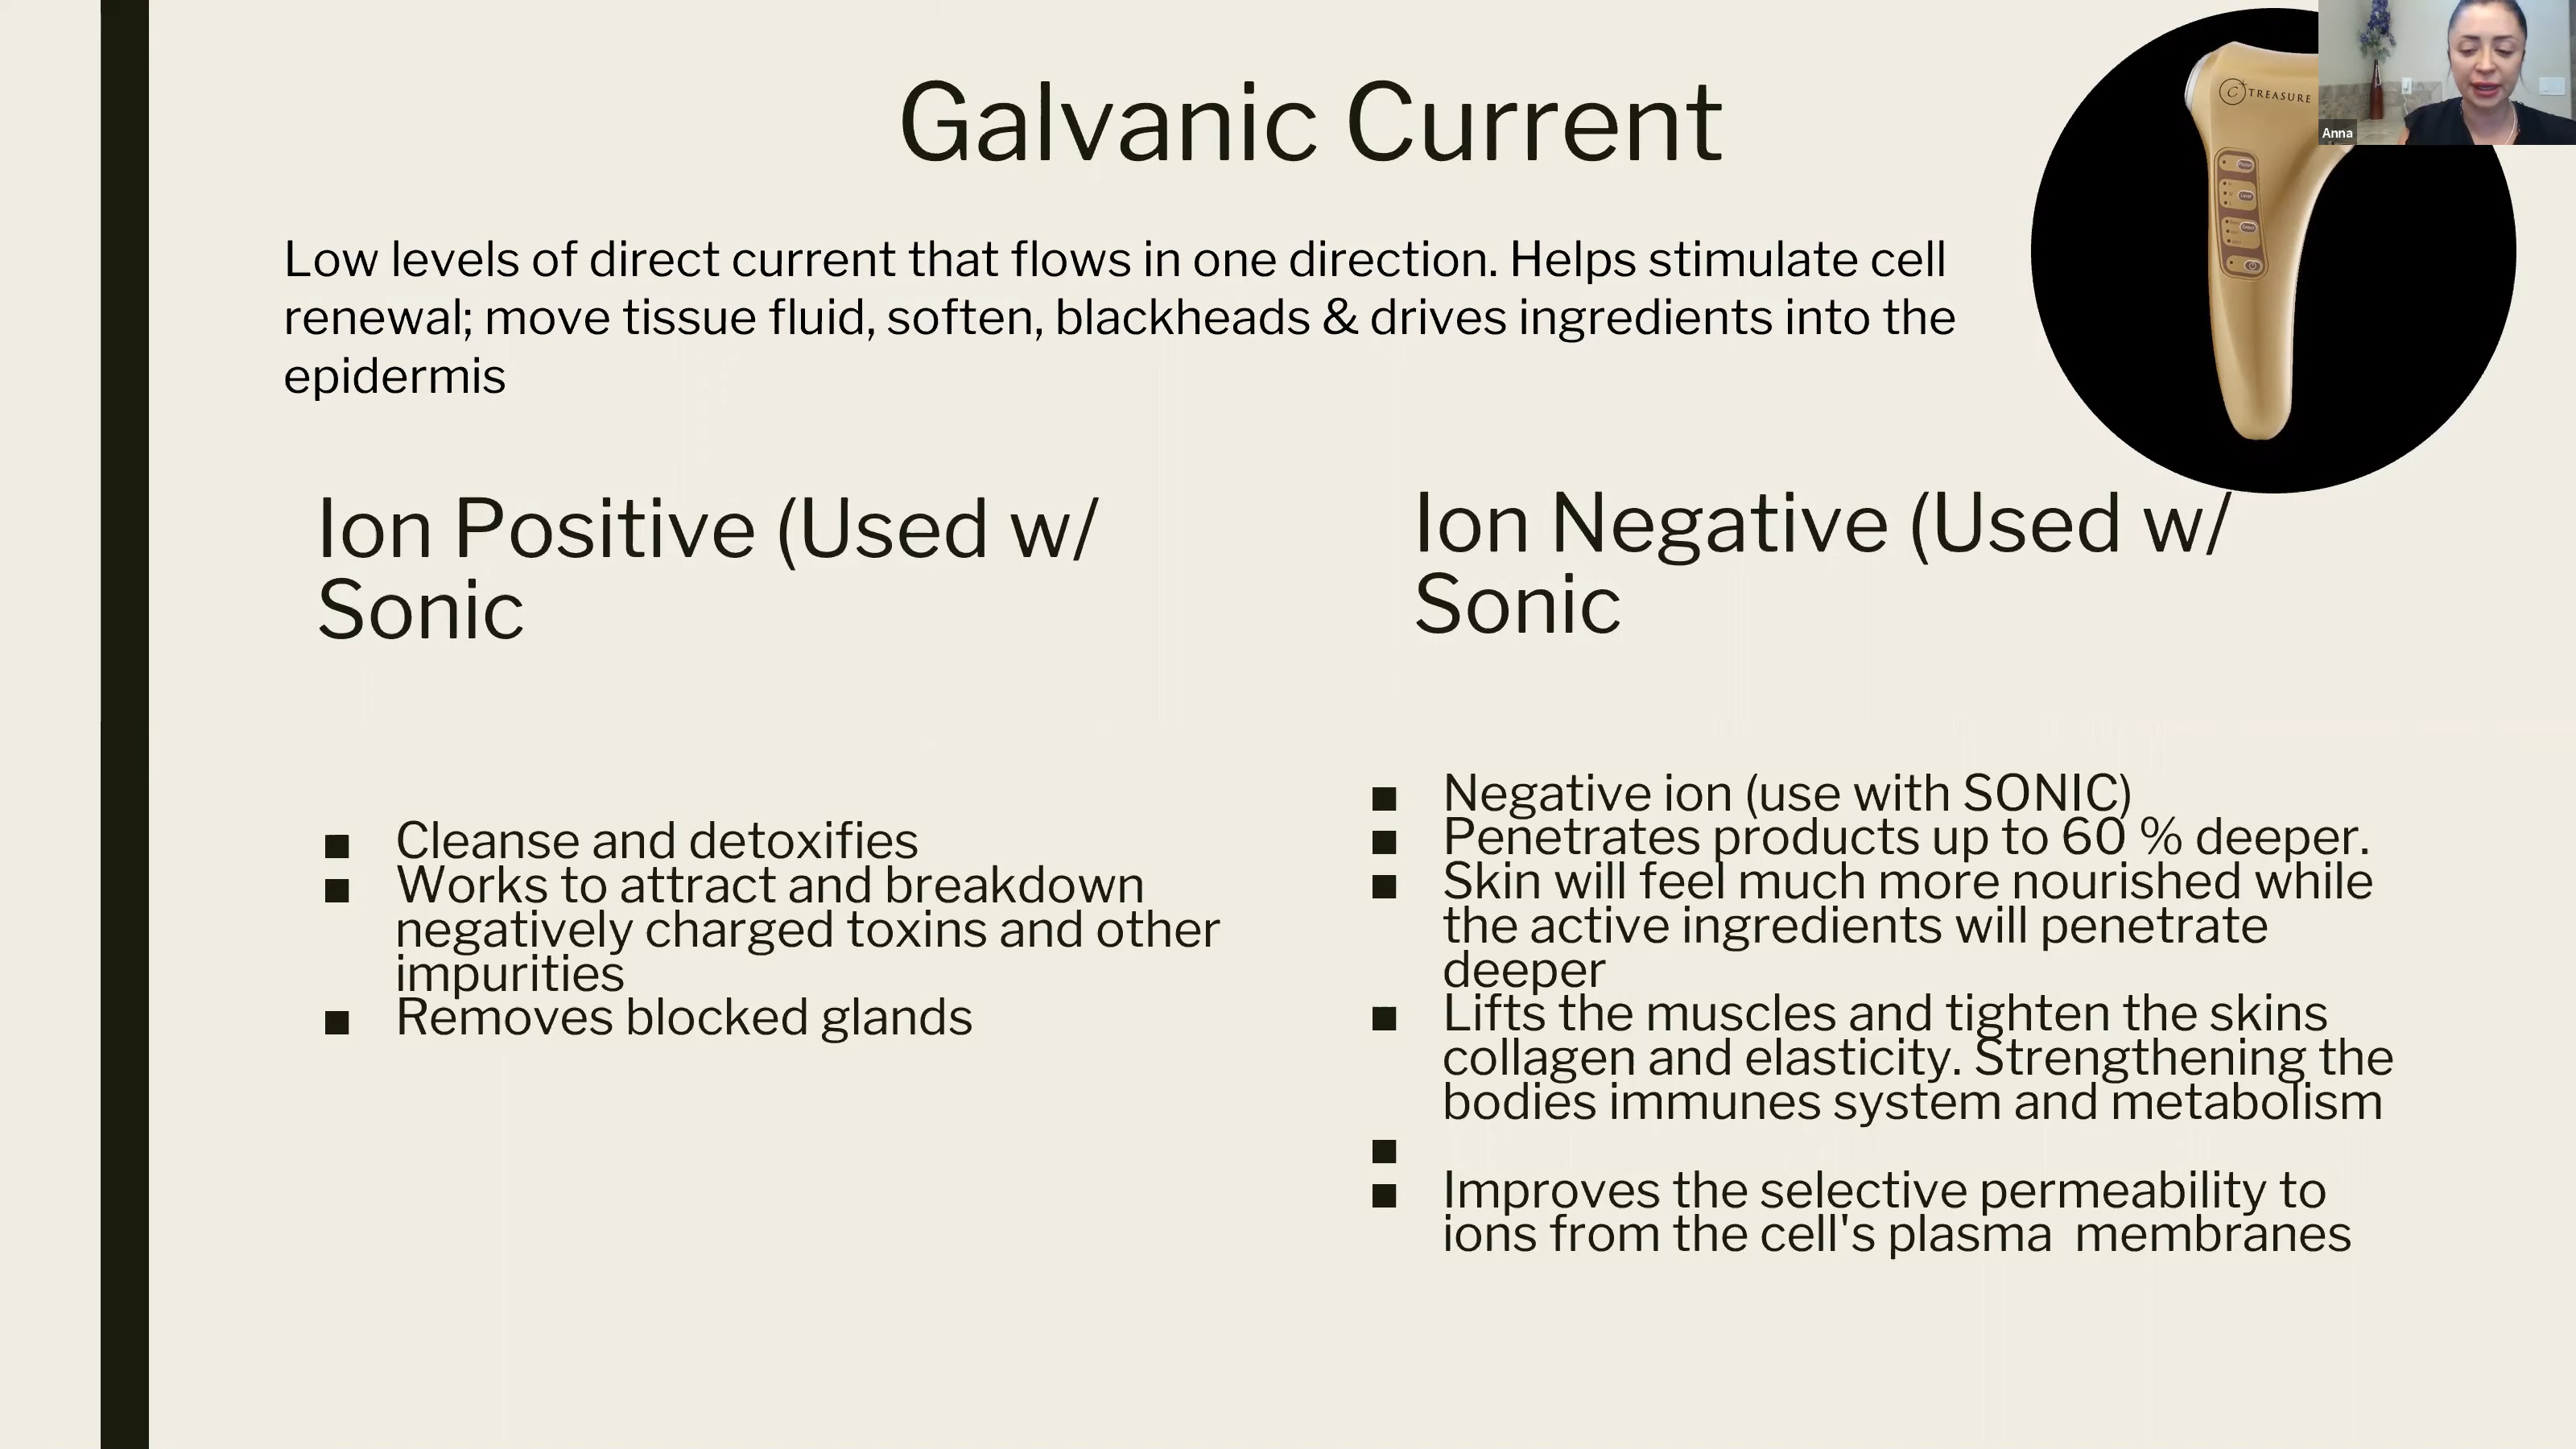 Galvanic Current
C TREASURE
Anna
Low levels of direct current that flows in one direction. Helps stimulate cell
renewal; move tissue fluid, soften, blackheads & drives ingredients into the
epidermis
Ion Positive (Used w/
Sonic
■ Cleanse and detoxifies
■ Works to attract and breakdown
negatively charged toxins and other
impurities
■ Removes blocked glands
Ion Negative (Used w/
Sonic
■ Negative ion (use with SONIC)
■ Penetrates products up to 60 % deeper.
■ Skin will feel much more nourished while
the active ingredients will penetrate
deeper
■ Lifts the muscles and tighten the skins
collagen and elasticity. Strengthening the
bodies immunes system and metabolism
■
■ Improves the selective permeability to
ions from the cell's plasma  membranes